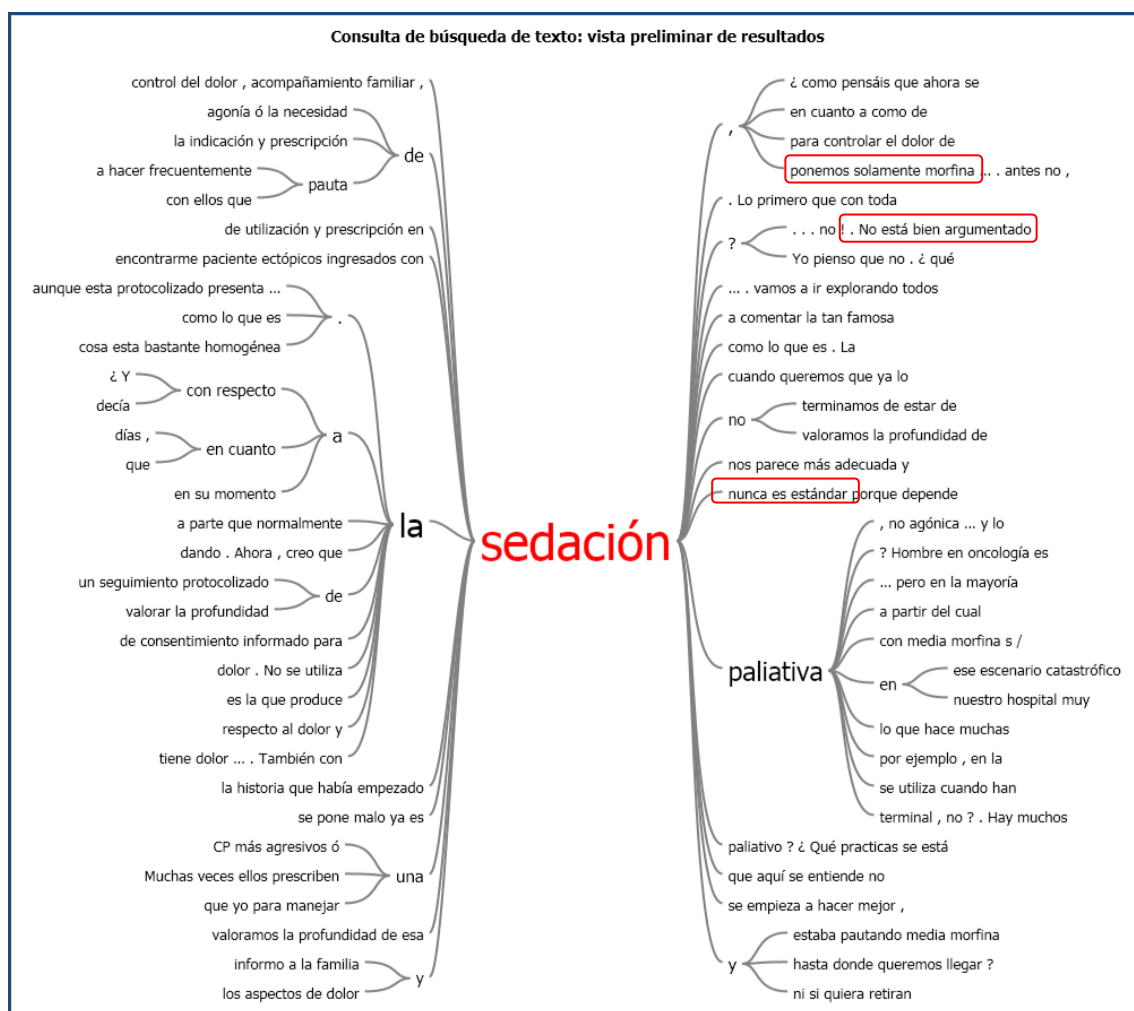 Consulta de búsqueda de texto: vista preliminar de resultados
control del dolor , acompañamiento familiar ,
agonía ó la necesidad
la indicación y prescripción
de
a hacer frecuentemente
pauta
con ellos que
de utilización y prescripción en
encontrarme paciente ectópicos ingresados con
aunque esta protocolizado presenta ...
como lo que es
.
cosa esta bastante homogénea
¿ Y
con respecto
decía
a
días ,
en cuanto
que
en su momento
a parte que normalmente
la
dando . Ahora , creo que
un seguimiento protocolizado
de
valorar la profundidad
de consentimiento informado para
dolor . No se utiliza
es la que produce
respecto al dolor y
tiene dolor ... . También con
la historia que había empezado
se pone malo ya es
CP más agresivos ó
Muchas veces ellos prescriben
una
que yo para manejar
valoramos la profundidad de esa
informo a la familia
y
los aspectos de dolor
sedación
¿ como pensáis que ahora se
en cuanto a como de
,
para controlar el dolor de
ponemos solamente morfina ... . antes no ,
. Lo primero que con toda
. . . no ! . No está bien argumentado
?
Yo pienso que no . ¿ qué
... . vamos a ir explorando todos
a comentar la tan famosa
como lo que es . La
cuando queremos que ya lo
terminamos de estar de
no
valoramos la profundidad de
nos parece más adecuada y
nunca es estándar porque depende
, no agónica ... y lo
? Hombre en oncología es
... pero en la mayoría
a partir del cual
con media morfina s /
paliativa
ese escenario catastrófico
en
nuestro hospital muy
lo que hace muchas
por ejemplo , en la
se utiliza cuando han
terminal , no ? . Hay muchos
paliativo ? ¿ Qué practicas se está
que aquí se entiende no
se empieza a hacer mejor ,
estaba pautando media morfina
y
hasta donde queremos llegar ?
ni si quiera retiran